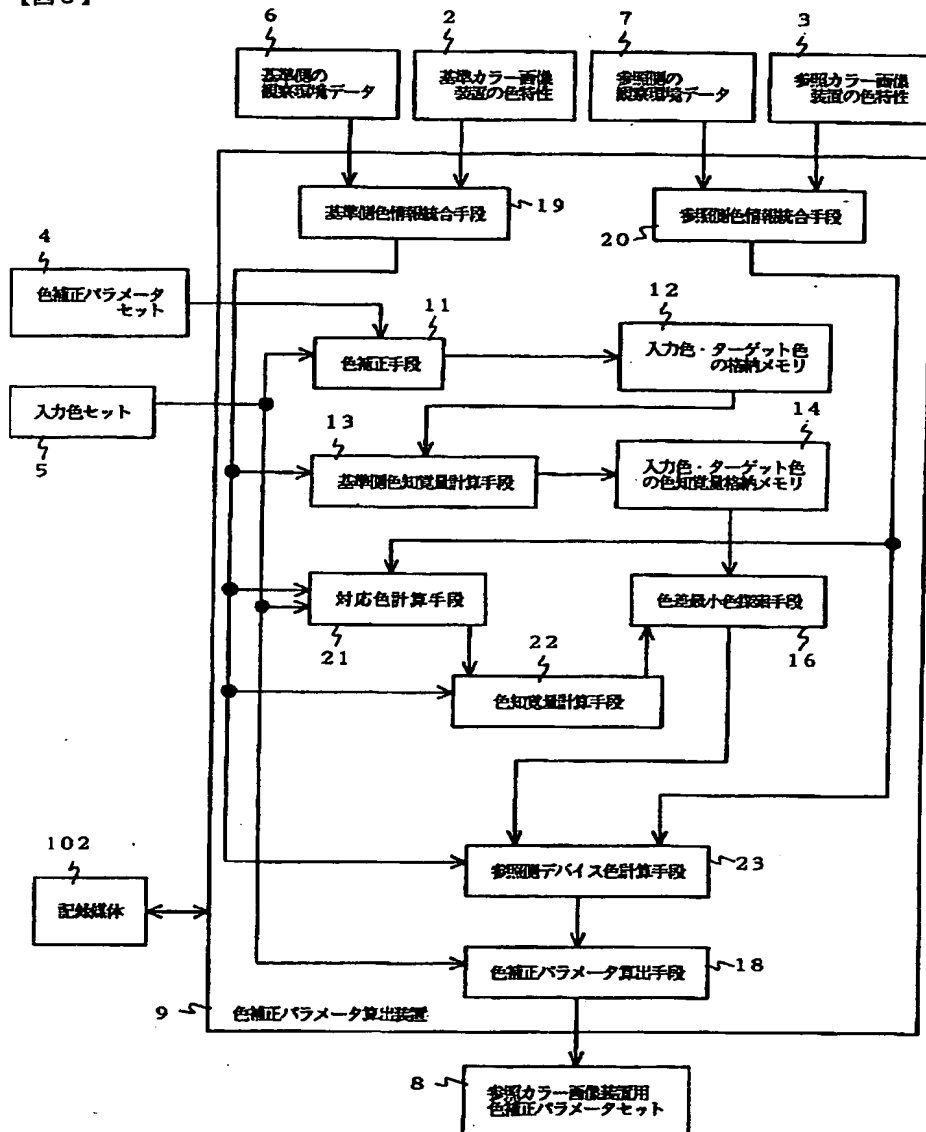 6
2
7
3
基準側の
観察環境データ
基準カラー画像
装置の色特性
参照側の
観察環境データ
参照カラー画像
装置の色特性
基準側色情報統合手段
19
参照側色情報統合手段
20
4
色補正パラメータ
セット
11
色補正手段
12
入力色・ターゲット色
の格納メモリ
入力色セット
5
13
基準側色知覚量計算手段
14
入力色・ターゲット色
の色知覚量格納メモリ
対応色計算手段
21
色差最小色探索手段
16
22
色知覚量計算手段
102
記録媒体
参照側デバイス色計算手段
23
色補正パラメータ算出手段
18
9
色補正パラメータ算出装置
8
参照カラー画像装置用
色補正パラメータセット